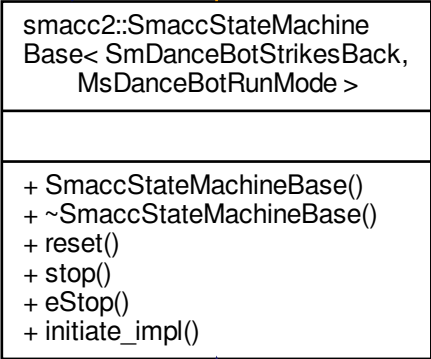 smacc2::SmaccStateMachine
Base< SmDanceBotStrikesBack,
MsDanceBotRunMode >
+ SmaccStateMachineBase()
+ ~SmaccStateMachineBase()
+ reset()
+ stop()
+ eStop()
+ initiate_impl()